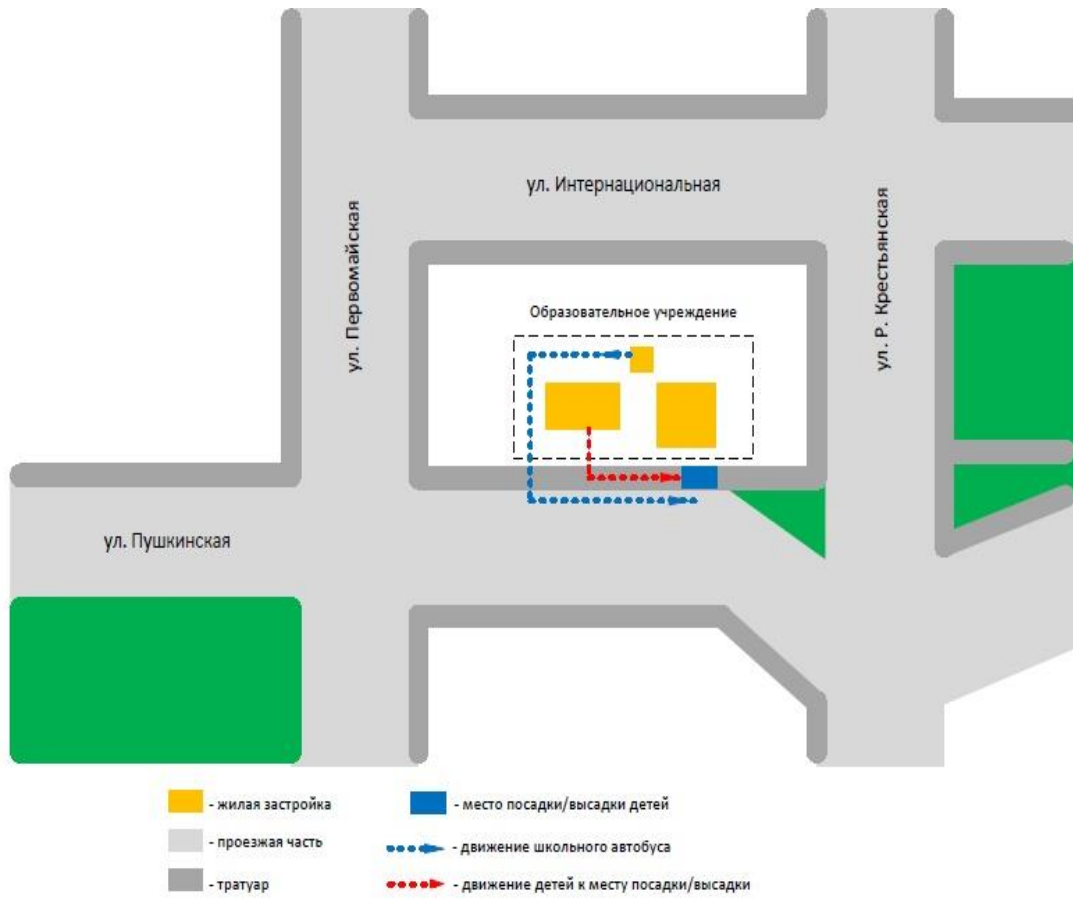 ул. Интернациональная
ул. Первомайская
ул. Р. Крестьянская
Образовательное учреждение
ул. Пушкинская
- жилая застройка
- место посадки/высадки детей
- проезжая часть
- движение школьного автобуса
- тратуар
- движение детей к месту посадки/высадки